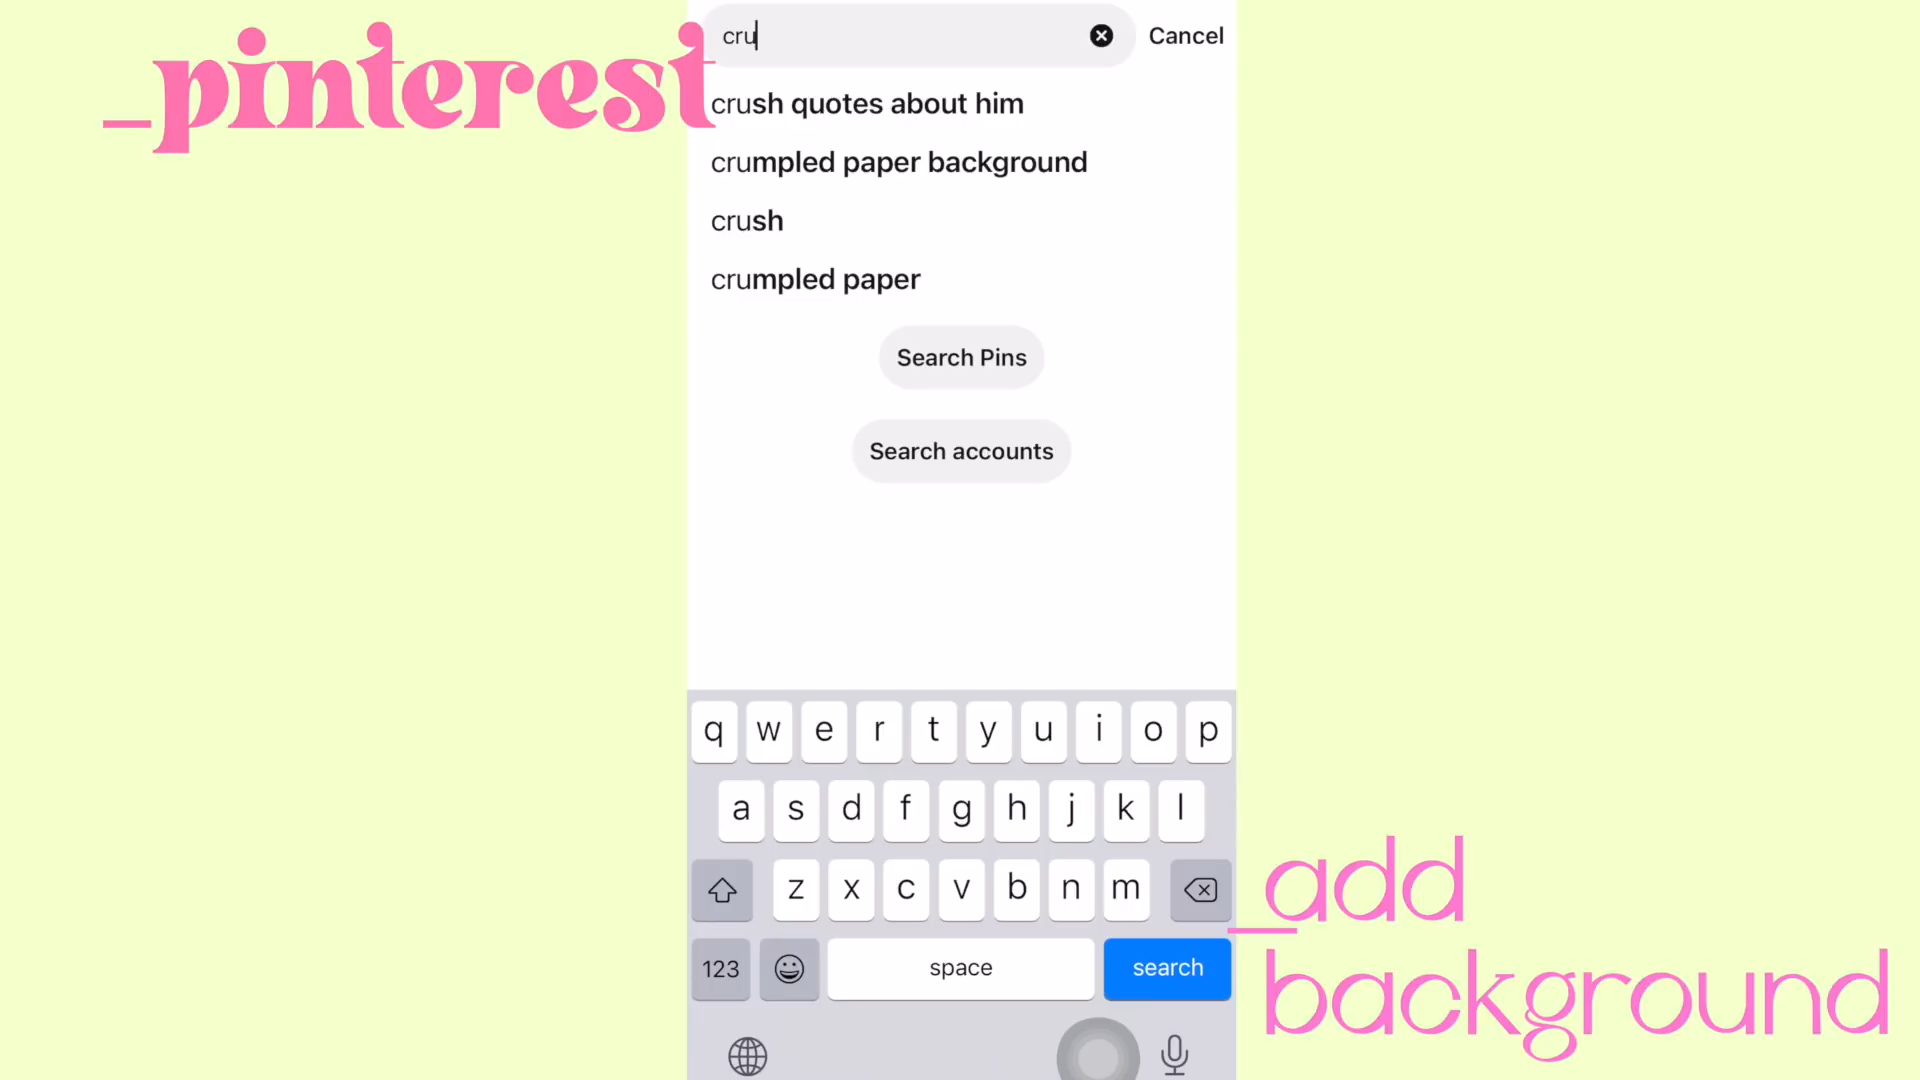 _pinterest
cru
Cancel
crush quotes about him
crumpled paper background
crush
crumpled paper
Search Pins
Search accounts
q w e r t y u i o p
a s d f g h j k l
z x c v b n m
123 space search
_add
background